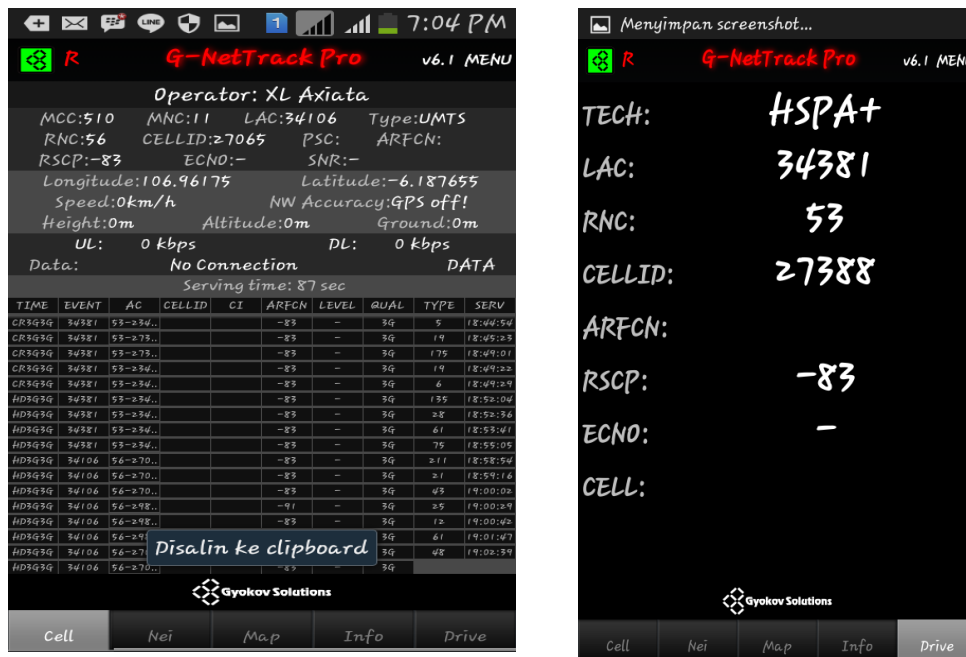 LINE 1 7:04 PM
R G-NetTrack Pro v6.1 MENU
Operator: XL Axiata
MCC:510 MNC:11 LAC:34106 Type:UMTS
RNC:56 CELLID:27065 PSC: ARFCN:
RSCP:-83 ECNO:- SNR:-
Longitude:106.96175 Latitude:-6.187655
Speed:0km/h NW Accuracy:GPS off!
Height:0m Altitude:0m Ground:0m
UL: 0 kbps DL: 0 kbps
Data: No Connection DATA
Serving time: 87 sec
TIME EVENT AC CELLID CI ARFCN LEVEL QUAL TYPE SERV
CR3G3G 34381 53-234.. -83 - 3G 5 18:44:54
CR3G3G 34381 53-273.. -83 - 3G 19 18:45:23
CR3G3G 34381 53-273.. -83 - 3G 175 18:49:01
CR3G3G 34381 53-234.. -83 - 3G 19 18:49:22
CR3G3G 34381 53-234.. -83 - 3G 6 18:49:29
HD3G3G 34381 53-234.. -83 - 3G 135 18:52:04
HD3G3G 34381 53-234.. -83 - 3G 28 18:52:36
HD3G3G 34381 53-234.. -83 - 3G 61 18:53:41
HD3G3G 34381 53-234.. -83 - 3G 75 18:55:05
HD3G3G 34106 56-270.. -83 - 3G 211 18:58:54
HD3G3G 34106 56-270.. -83 - 3G 21 18:59:16
HD3G3G 34106 56-270.. -83 - 3G 43 19:00:02
HD3G3G 34106 56-298.. -91 - 3G 25 19:00:29
HD3G3G 34106 56-298.. -83 - 3G 12 19:00:42
HD3G3G 34106 3G 61 19:01:47
HD3G3G 34106 3G 48 19:02:39
HD3G3G 34106 56-270.. 3G
Disalin ke clipboard
Gyokov Solutions
Cell Nei Map Info Drive
Menyimpan screenshot...
R G-NetTrack Pro v6.1 MENU
TECH: HSPA+
LAC: 34381
RNC: 53
CELLID: 27388
ARFCN:
RSCP: -83
ECNO: -
CELL:
Gyokov Solutions
Cell Nei Map Info Drive